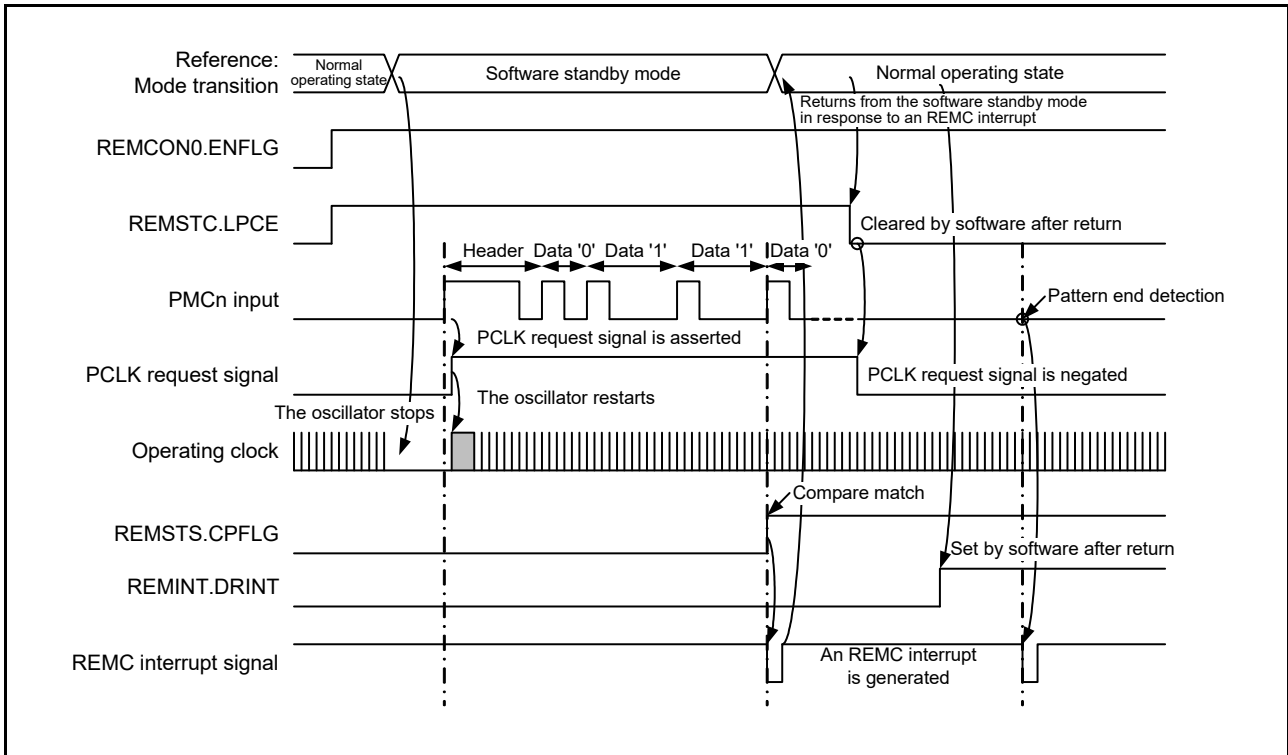 Reference:
Mode transition
Normal
operating state
Software standby mode
Normal operating state
Returns from the software standby mode
in response to an REMC interrupt
REMCON0.ENFLG
REMSTC.LPCE
Cleared by software after return
Header
Data '0'
Data '1'
Data '1'
Data '0'
PMCn input
Pattern end detection
PCLK request signal is asserted
PCLK request signal
PCLK request signal is negated
The oscillator restarts
The oscillator stops
Operating clock
Compare match
REMSTS.CPFLG
Set by software after return
REMINT.DRINT
REMC interrupt signal
An REMC interrupt
is generated